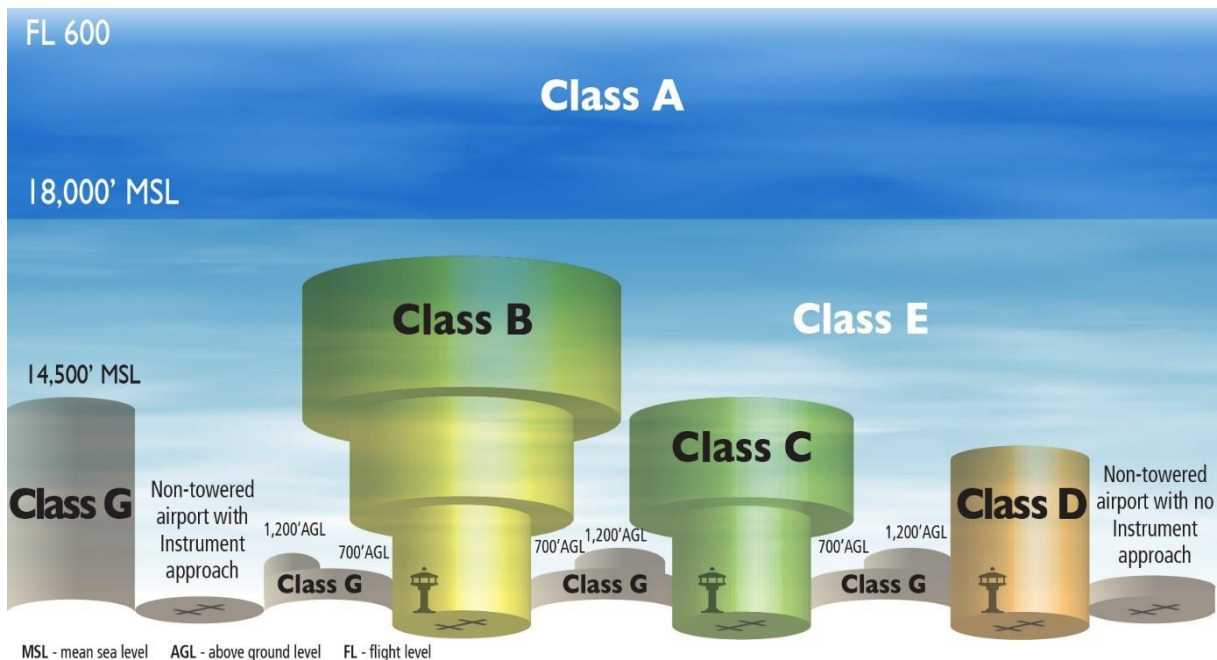 FL 600
Class A
18,000' MSL
Class B
Class E
14,500' MSL
Class G
Non-towered
airport with
Instrument
approach
1,200'AGL
700'AGL
Class G
700'AGL
1,200'AGL
Class G
Class C
700'AGL
1,200'AGL
Class G
Class D
Non-towered
airport with no
Instrument
approach
MSL - mean sea level AGL - above ground level FL - flight level